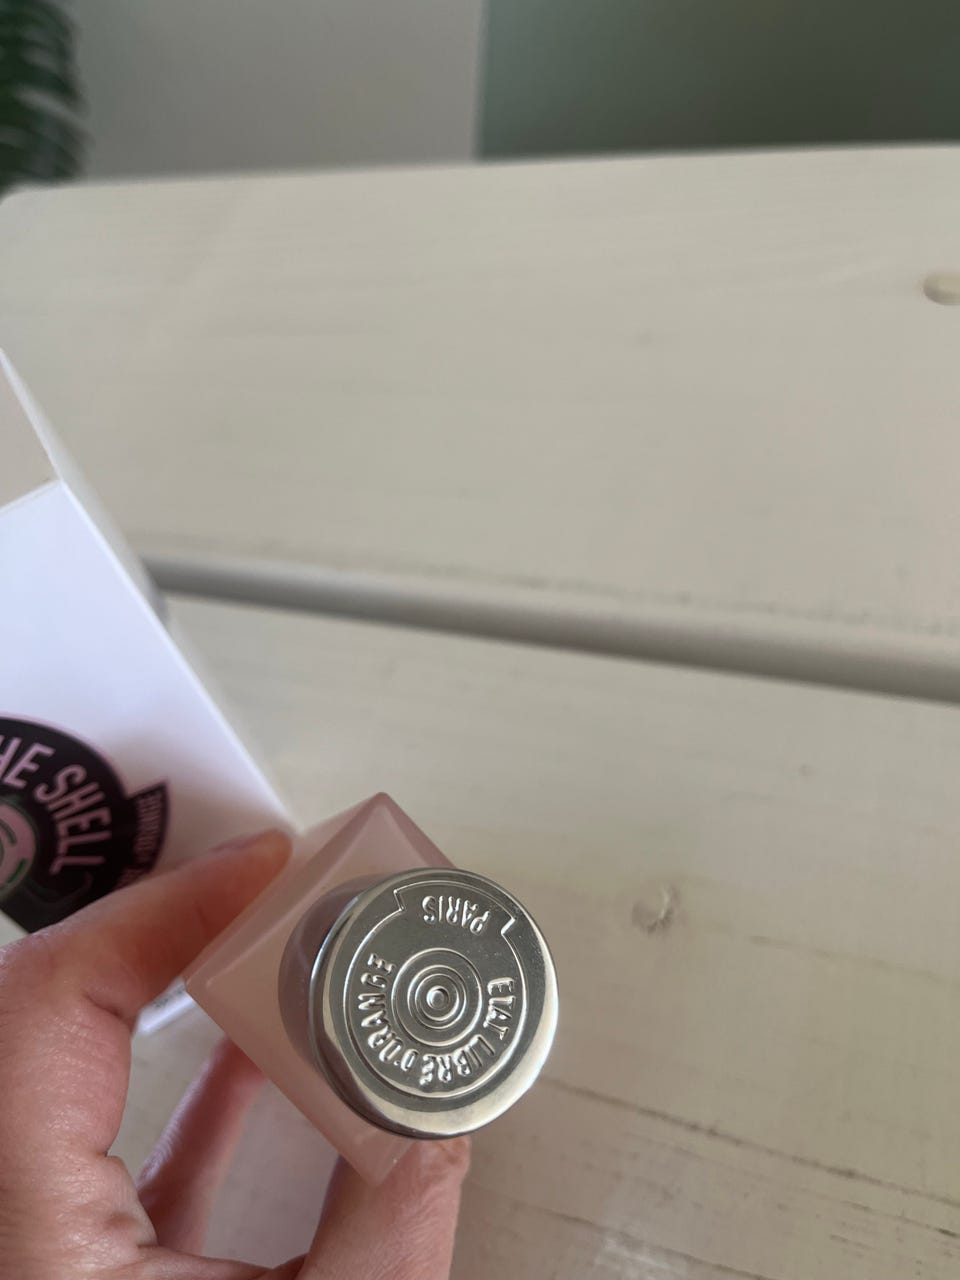 HE SHELL
PARIS
ETAT LIBRE D'ORANGE